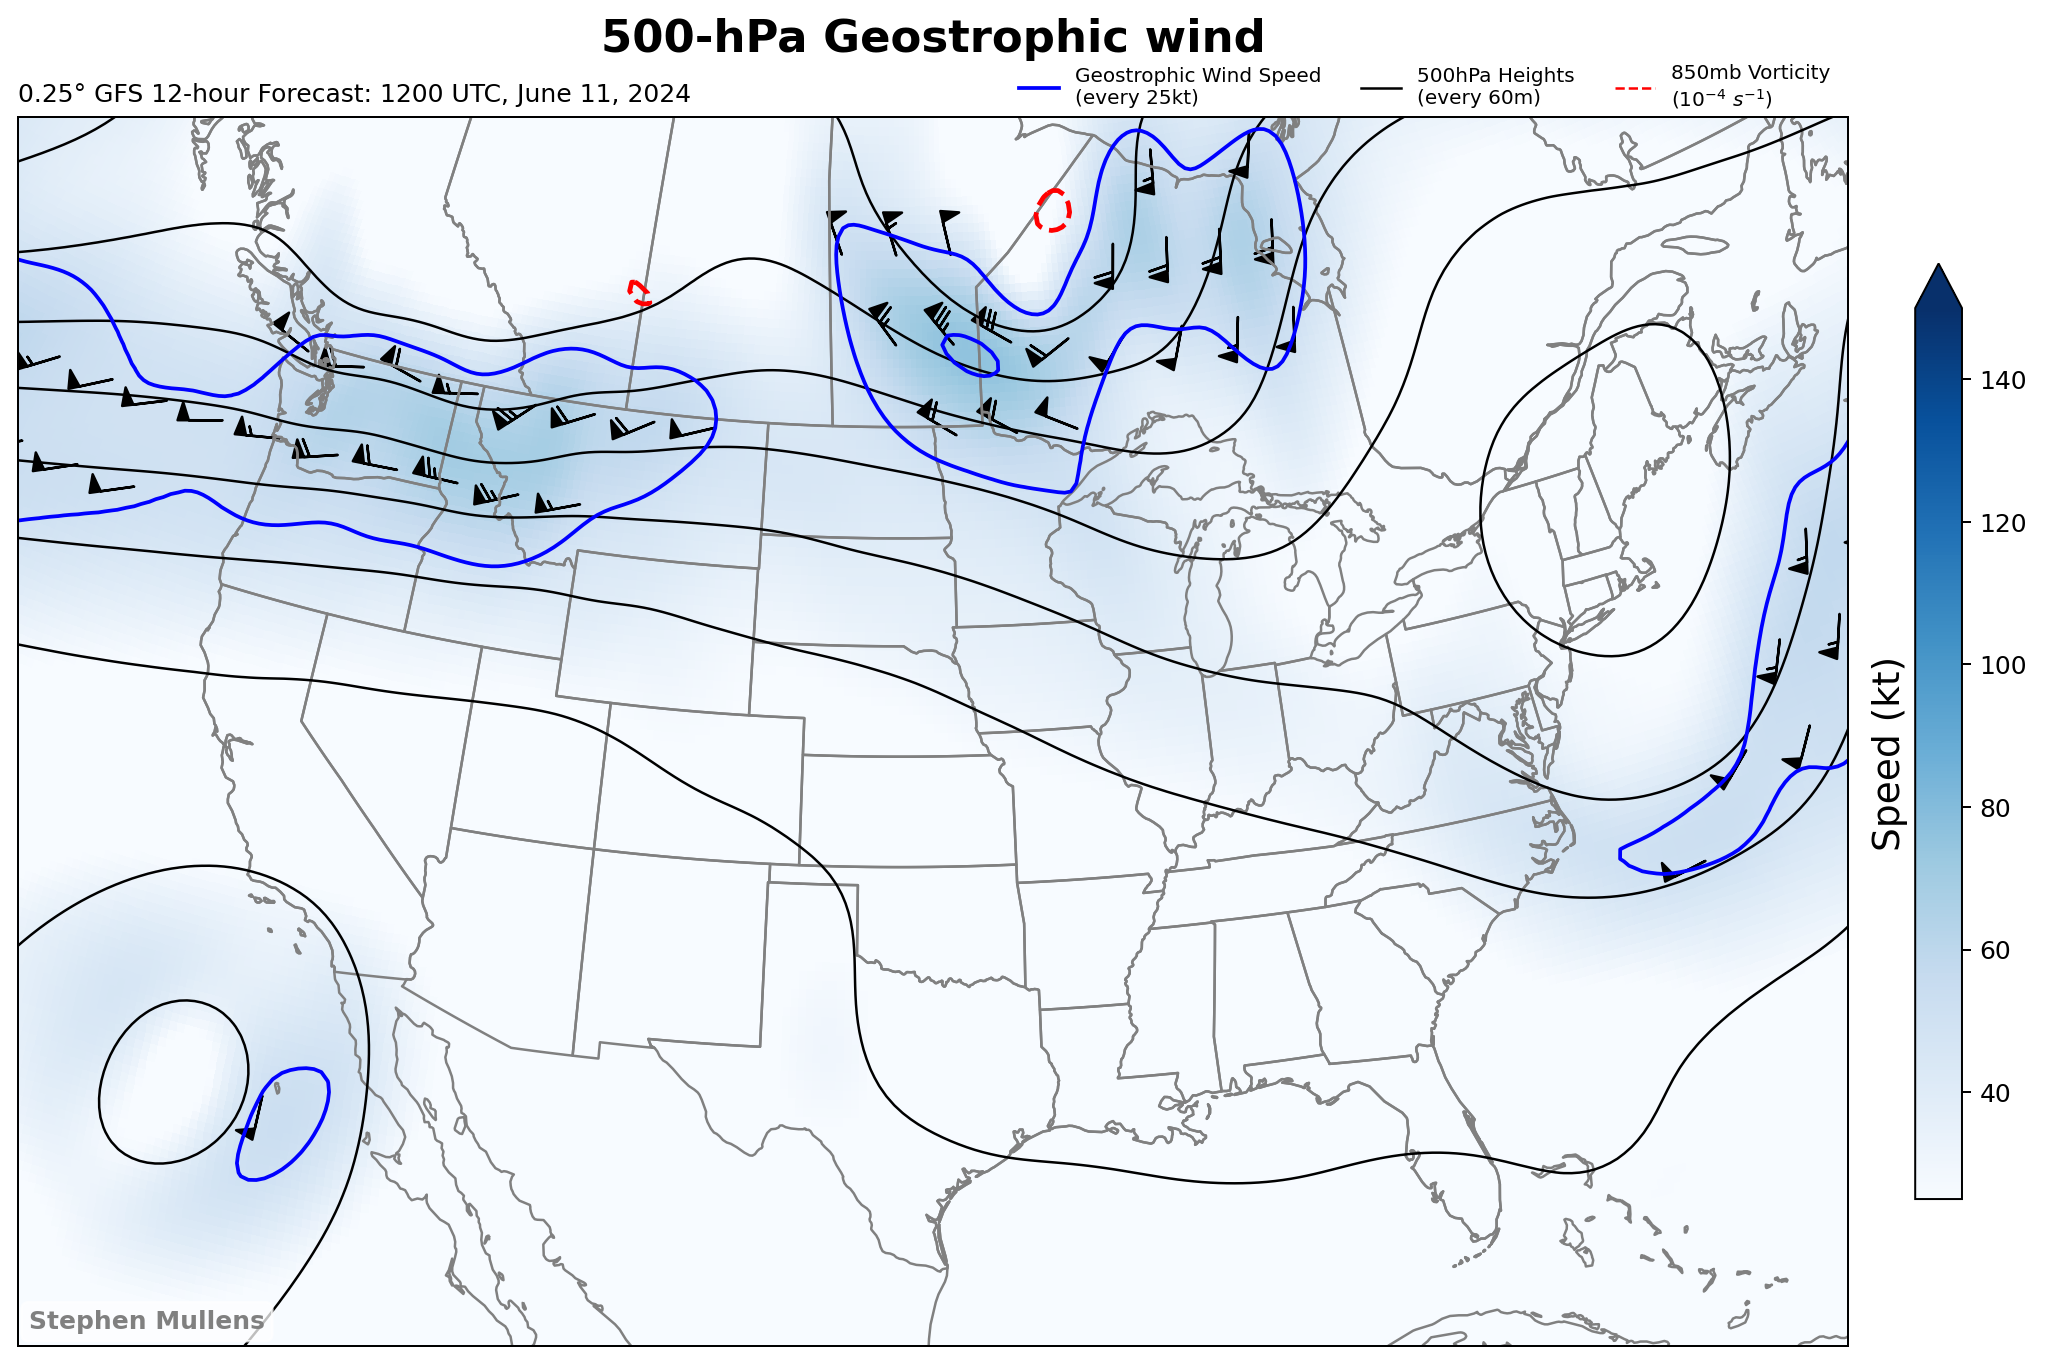 500-hPa Geostrophic wind
0.25° GFS 12-hour Forecast: 1200 UTC, June 11, 2024
Geostrophic Wind Speed
(every 25kt)
500hPa Heights
(every 60m)
850mb Vorticity
(10⁻⁴ s⁻¹)
140
120
100
80
60
40
Speed (kt)
Stephen Mullens